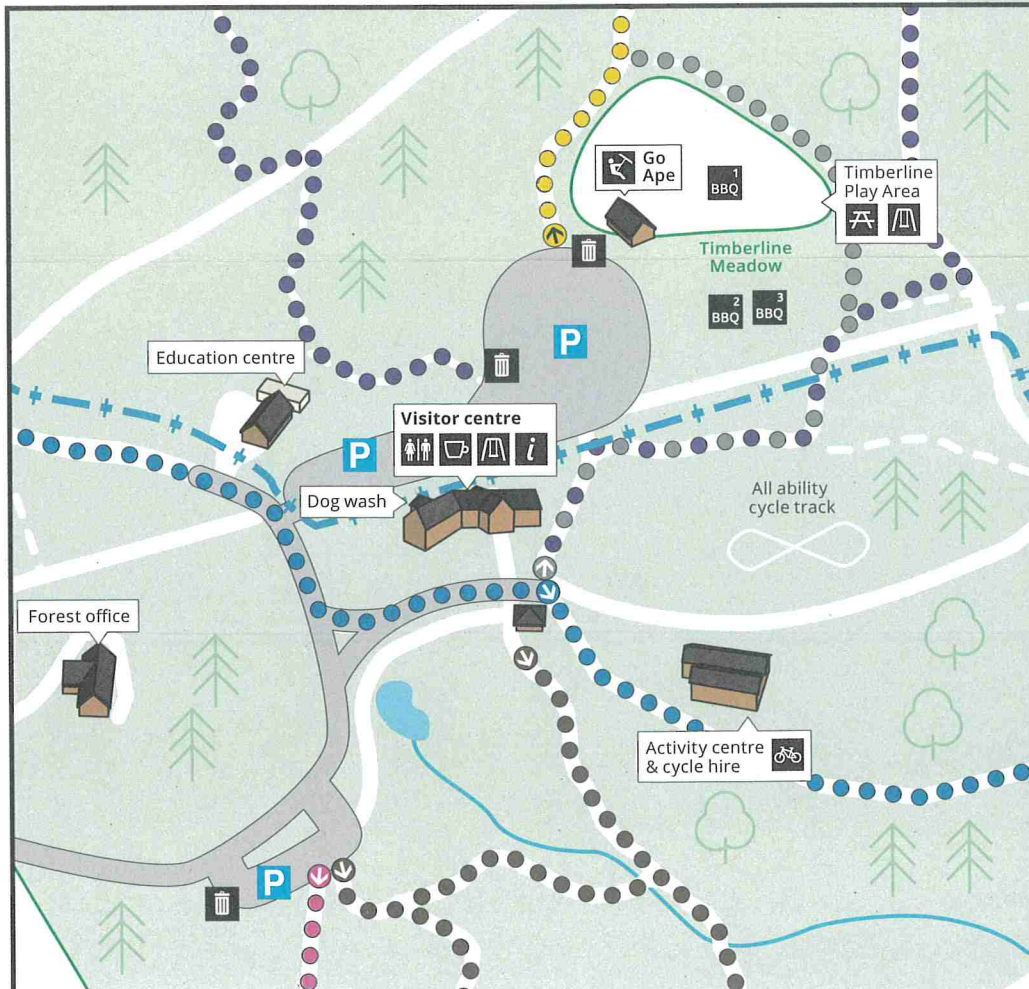 Go
Ape
1
BBQ
Timberline
Play Area
Timberline
Meadow
2
BBQ
3
BBQ
P
Education centre
Visitor centre
i
P
Dog wash
All ability
cycle track
Forest office
Activity centre
& cycle hire
P